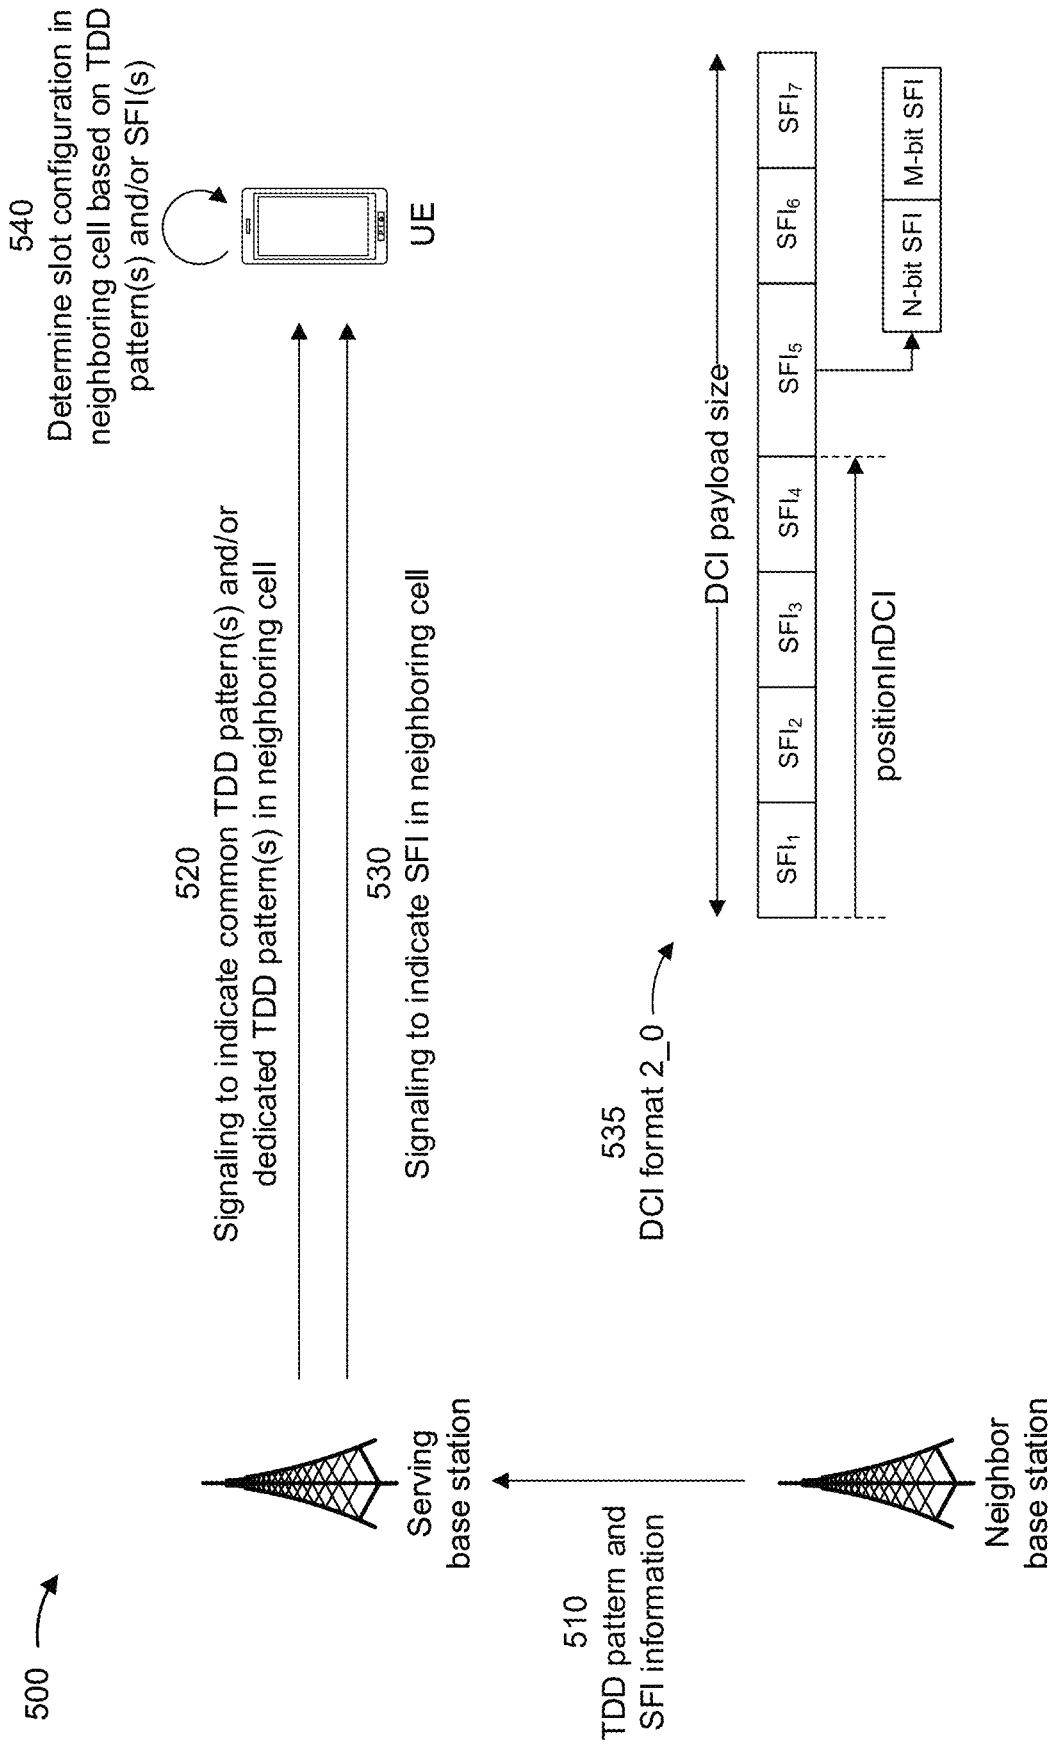 500
540
Determine slot configuration in
neighboring cell based on TDD
pattern(s) and/or SFI(s)
520
Signaling to indicate common TDD pattern(s) and/or
dedicated TDD pattern(s) in neighboring cell
530
Signaling to indicate SFI in neighboring cell
UE
Serving
base station
510
TDD pattern and
SFI information
Neighbor
base station
535
DCI format 2_0
DCI payload size
SFI1 SFI2 SFI3 SFI4 SFI5 SFI6 SFI7
positionInDCI
N-bit SFI M-bit SFI